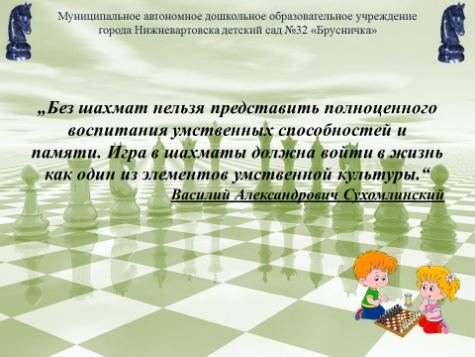 Муниципальное автономное дошкольное образовательное учреждение
города Нижневартовска детский сад №32 «Брусничка»
„Без шахмат нельзя представить полноценного
воспитания умственных способностей и
памяти. Игра в шахматы должна войти в жизнь
как один из элементов умственной культуры.“
Василий Александрович Сухомлинский